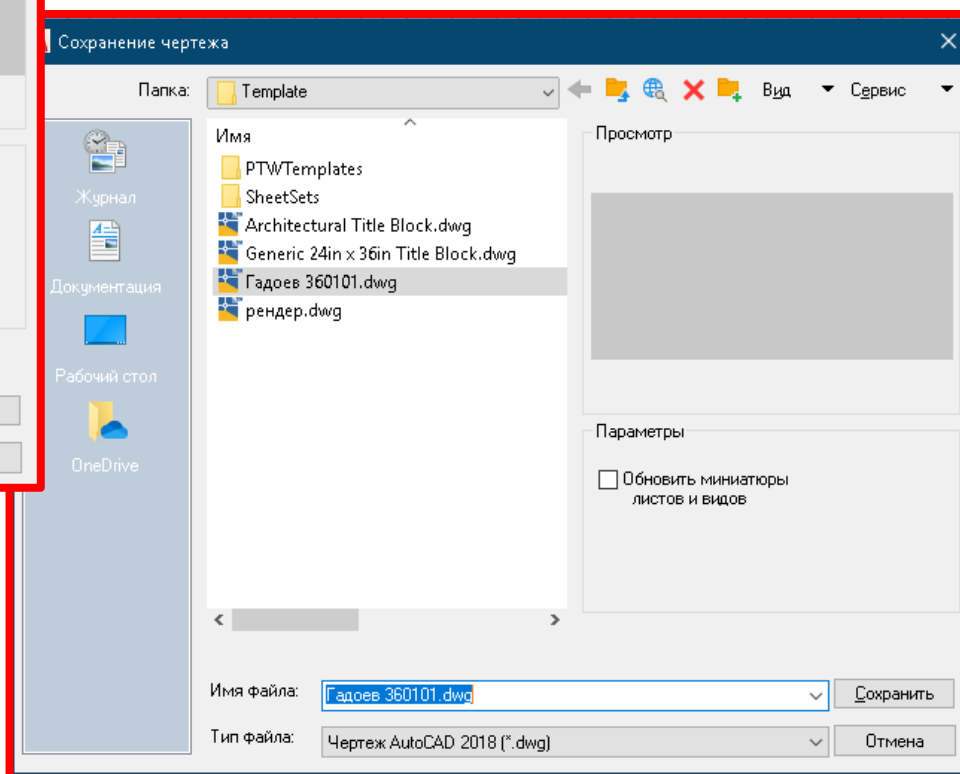 Сохранение чертежа
Папка:
Template
Вид
Сервис
Журнал
Документация
Рабочий стол
OneDrive
Имя
PTWTemplates
SheetSets
Architectural Title Block.dwg
Generic 24in x 36in Title Block.dwg
Гадоев 360101.dwg
рендер.dwg
Просмотр
Параметры
Обновить миниатюры
листов и видов
Имя файла:
Гадоев 360101.dwg
Сохранить
Тип файла:
Чертеж AutoCAD 2018 (*.dwg)
Отмена